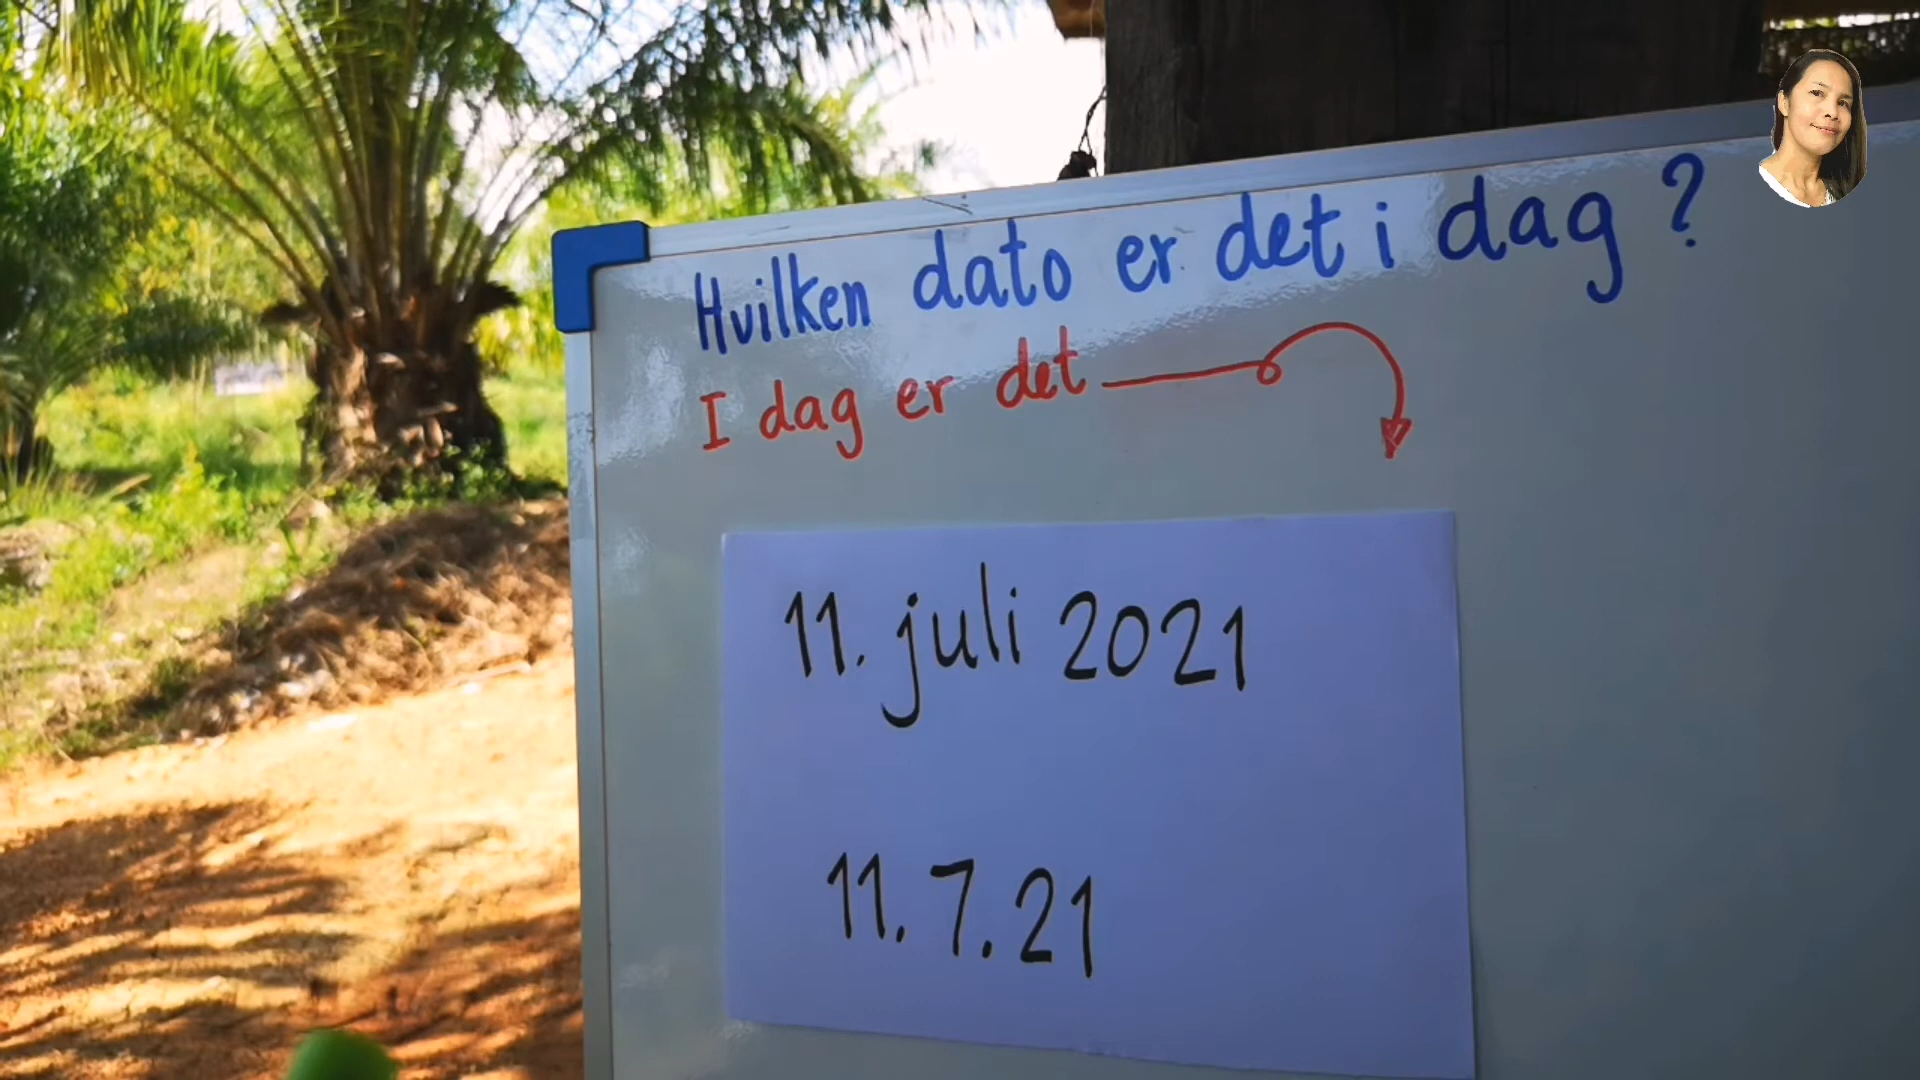 Hvilken dato er det i dag ?
I dag er det
11. juli 2021
11. 7. 21